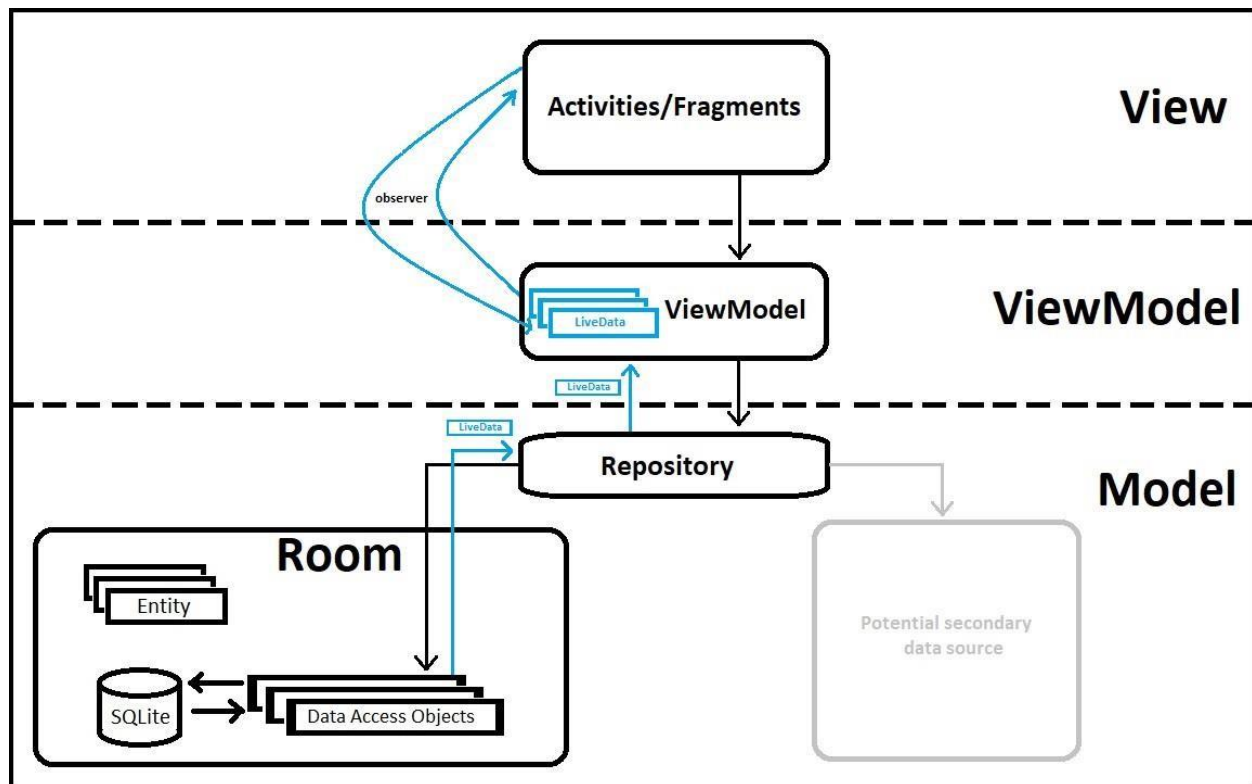 Activities/Fragments
View
observer
LiveData
ViewModel
ViewModel
LiveData
LiveData
Repository
Model
Room
Entity
Potential secondary
data source
SQLite
Data Access Objects